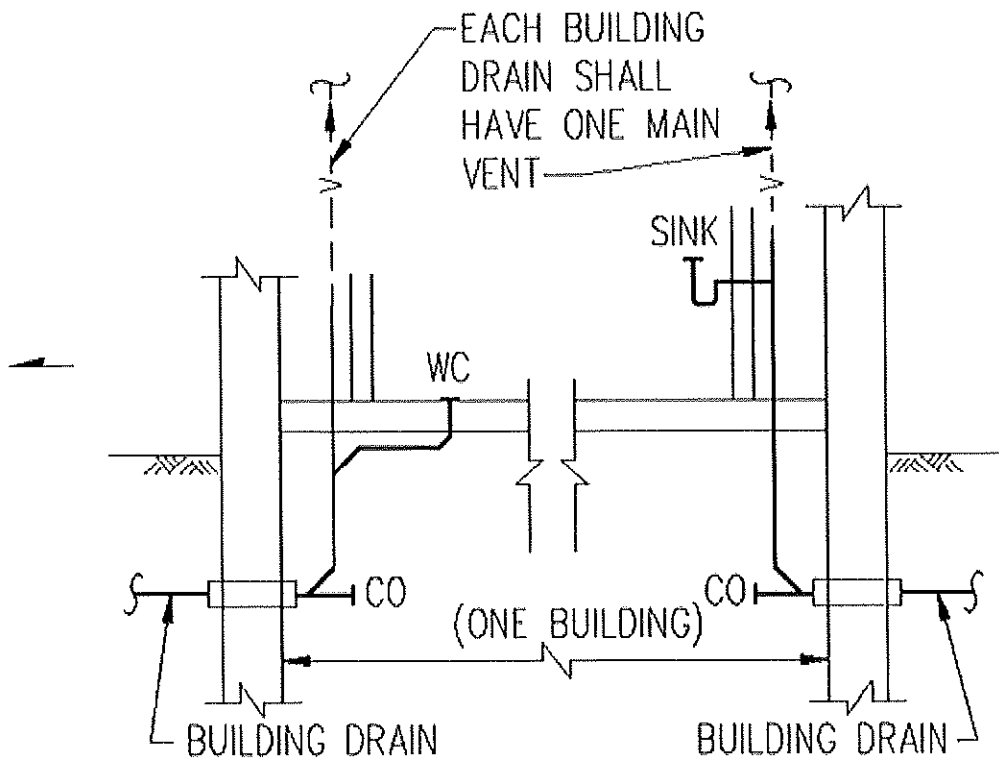 EACH BUILDING
DRAIN SHALL
HAVE ONE MAIN
VENT
V
V
SINK
WC
CO
CO
(ONE BUILDING)
BUILDING DRAIN
BUILDING DRAIN